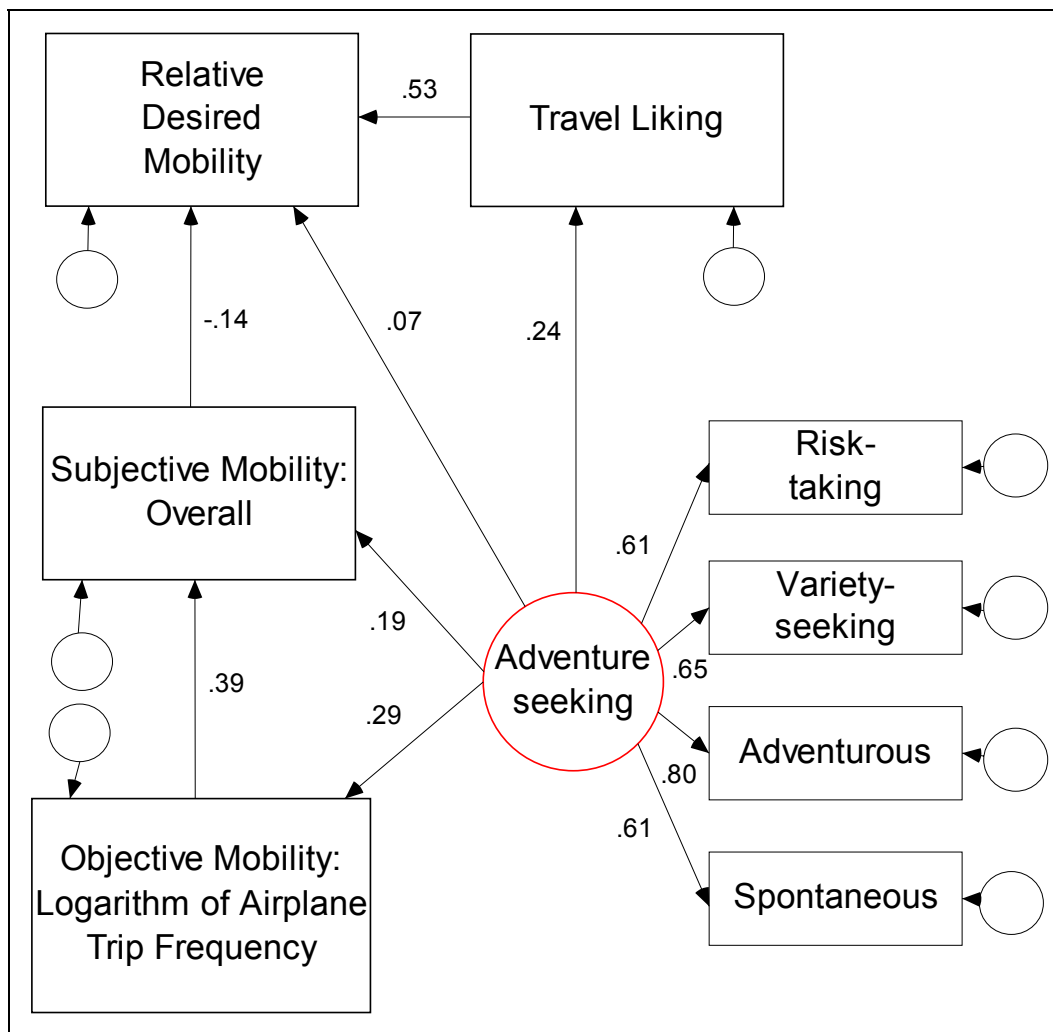 Relative
Desired
Mobility
.53
Travel Liking
-.14
.07
.24
Subjective Mobility:
Overall
Risk-
taking
.61
Variety-
seeking
.19
Adventure
seeking
.65
.39
.29
Adventurous
.80
.61
Objective Mobility:
Logarithm of Airplane
Trip Frequency
Spontaneous